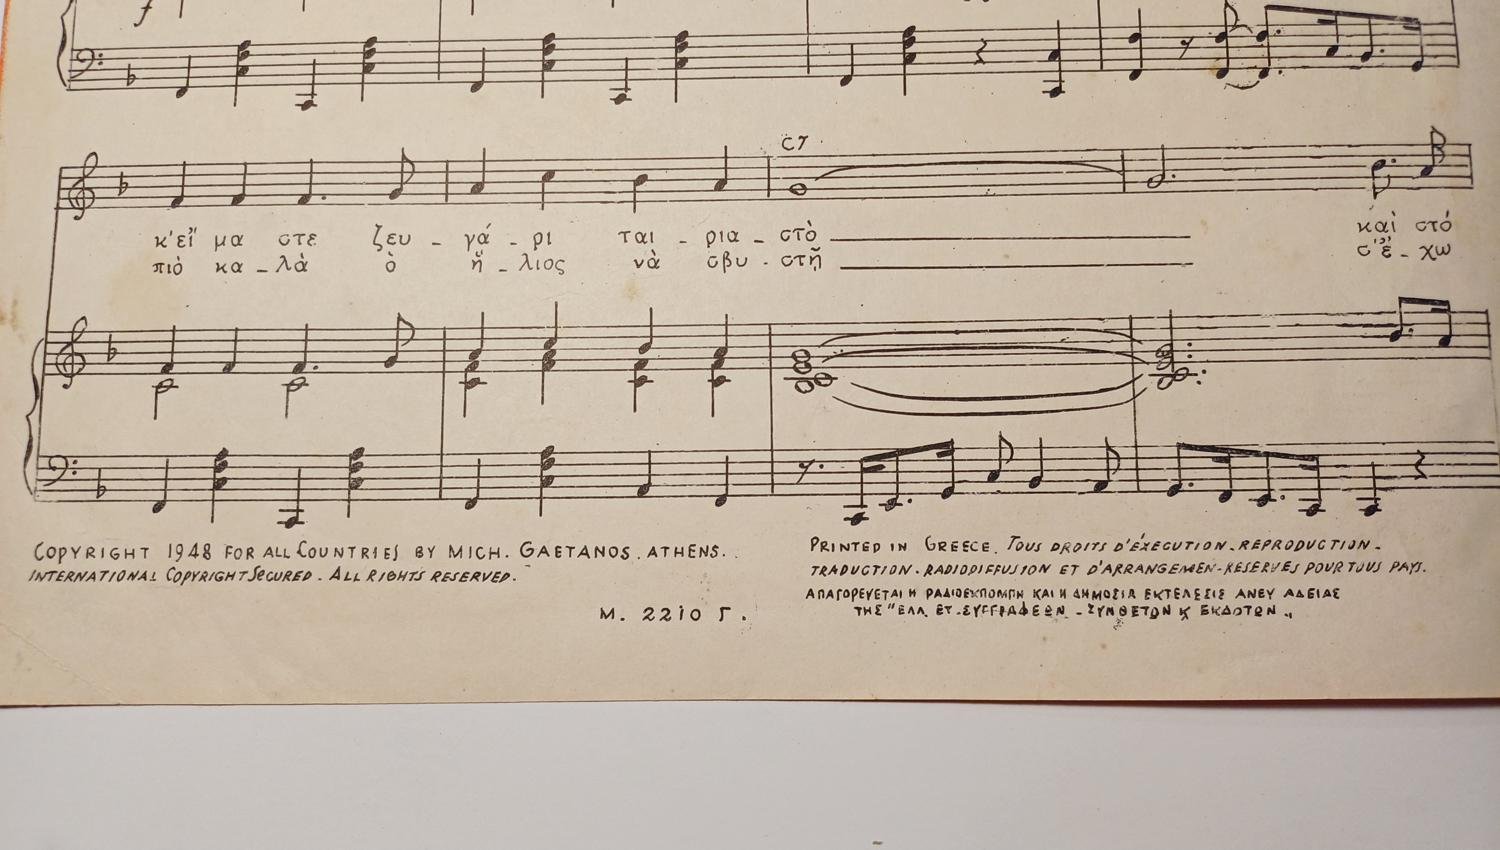 f
C7
κ'εἴ μα στε ζευ - γά - ρι ται - ρια - στὸ καὶ στό
πιὸ κα - λὰ ὁ ἥ - λιος νὰ σβυ - στῇ σ'ἔ - χω
COPYRIGHT 1948 FOR ALL COUNTRIES BY MICH. GAETANOS. ATHENS.
INTERNATIONAL COPYRIGHT SECURED. ALL RIGHTS RESERVED.
M. 2210 Γ.
PRINTED IN GREECE. TOUS DROITS D'ÉXECUTION-REPRODUCTION-
TRADUCTION-RADIODIFFUSION ET D'ARRANGEMEN-RESERVÉS POUR TOUS PAYS.
ΑΠΑΓΟΡΕΥΕΤΑΙ Η ΡΑΔΙΟΕΚΠΟΜΠΗ ΚΑΙ Η ΔΗΜΟΣΙΑ ΕΚΤΕΛΕΣΙΣ ΑΝΕΥ ΑΔΕΙΑΣ
ΤΗΣ "ΕΛΛ. ΕΤ. ΣΥΓΓΡΑΦΕΩΝ - ΣΥΝΘΕΤΩΝ Κ ΕΚΔΟΤΩΝ „